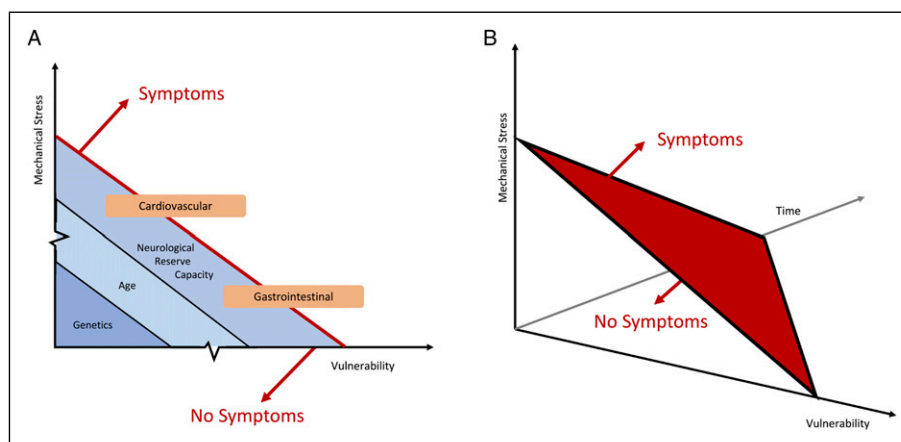 A
Mechanical Stress
Symptoms
Cardiovascular
Neurological
Reserve
Capacity
Age
Gastrointestinal
Genetics
Vulnerability
No Symptoms
B
Mechanical Stress
Symptoms
Time
No Symptoms
Vulnerability